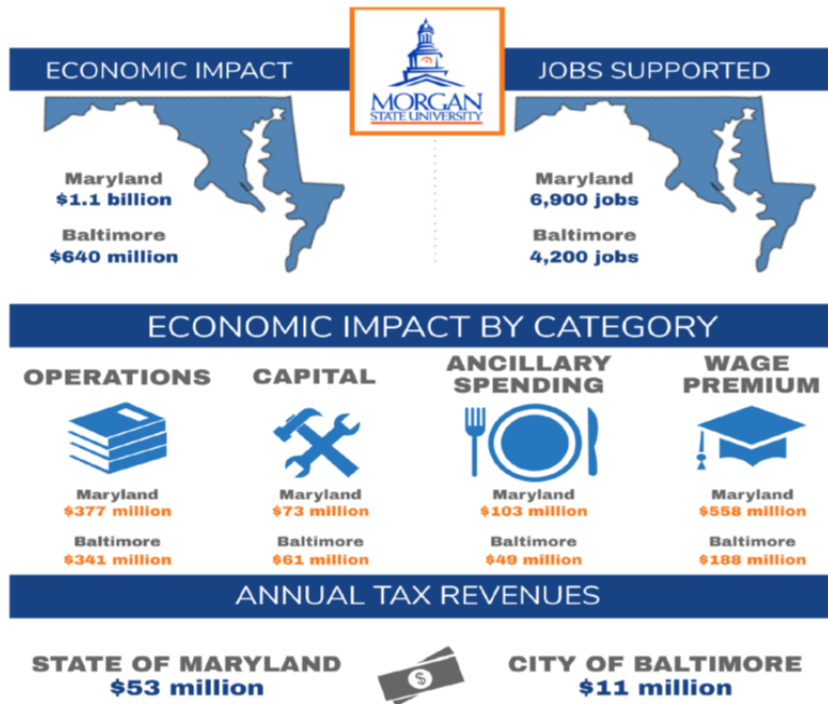 ECONOMIC IMPACT
MORGAN
STATE UNIVERSITY
JOBS SUPPORTED
Maryland
$1.1 billion
Baltimore
$640 million
Maryland
6,900 jobs
Baltimore
4,200 jobs
ECONOMIC IMPACT BY CATEGORY
OPERATIONS
Maryland
$377 million
Baltimore
$341 million
CAPITAL
Maryland
$73 million
Baltimore
$61 million
ANCILLARY
SPENDING
Maryland
$103 million
Baltimore
$49 million
WAGE
PREMIUM
Maryland
$558 million
Baltimore
$188 million
ANNUAL TAX REVENUES
STATE OF MARYLAND
$53 million
$
CITY OF BALTIMORE
$11 million